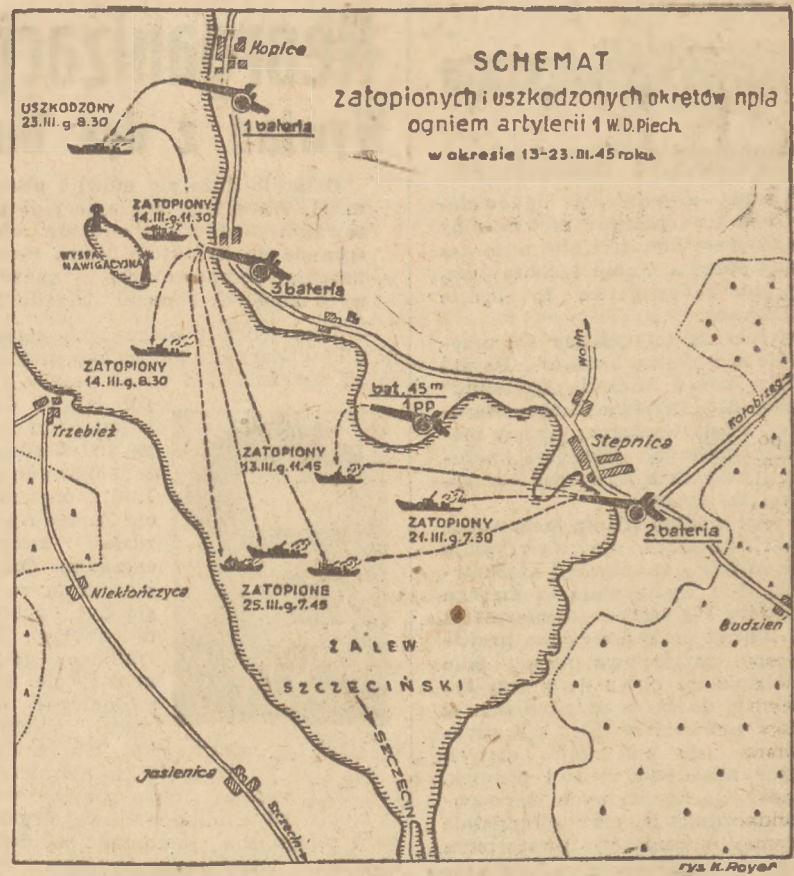 SCHEMAT
zatopionych i uszkodzonych okrętów npla
ogniem artylerii 1 W.D.Piech.
w okresie 13-23.III.45 roku
Kopica
USZKODZONY
23.III.g.8.30
1 bateria
ZATOPIONY
14.III.g.11.30
WYSPA
NAWIGACYJNA
3 bateria
ZATOPIONY
14.III.g.8.30
Wolin
bat. 45m
1 pp
Kołobrzeg
Trzebież
Stepnica
ZATOPIONY
13.III.g.11.45
ZATOPIONY
21.III.g.7.30
2 bateria
ZATOPIONE
25.III.g.7.45
Niekłończyca
Budzień
ZALEW
SZCZECIŃSKI
SZCZECIN
Jasienica
Szczecin
rys. K. Royer